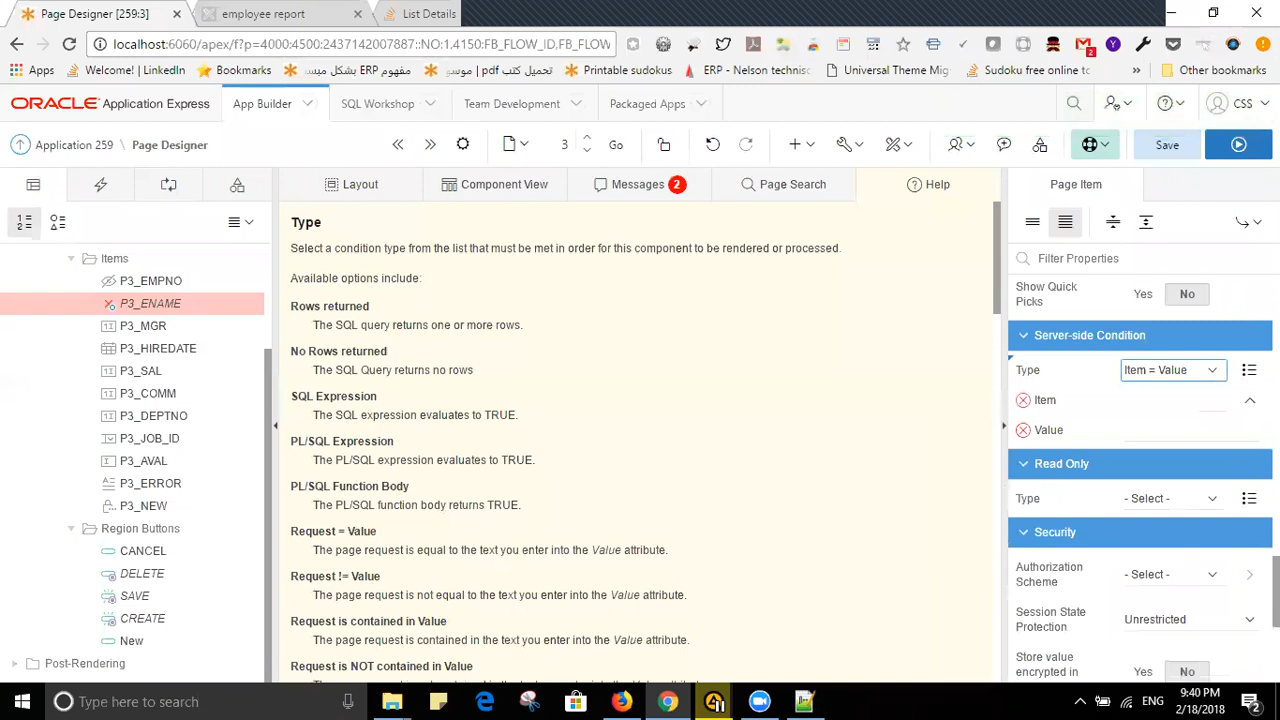 Page Designer [259:3]
employee report
List Details
localhost:6060/apex/f?p=4000:4500:2437142007887::NO:1,4150:FB_FLOW_ID,FB_FLOW
2
Apps
Welcome! | LinkedIn
Bookmarks
مفهوم ERP بشكل مبسـ
تحميل كتب pdf | موسو
Printable sudokus
ERP - Nelson technisc
Universal Theme Mig
Sudoku free online to
Other bookmarks
ORACLE Application Express
App Builder
SQL Workshop
Team Development
Packaged Apps
CSS
Application 259 \ Page Designer
3
Go
Save
Layout
Component View
Messages 2
Page Search
Help
Page Item
Items
P3_EMPNO
P3_ENAME
P3_MGR
P3_HIREDATE
P3_SAL
P3_COMM
P3_DEPTNO
P3_JOB_ID
P3_AVAL
P3_ERROR
P3_NEW
Region Buttons
CANCEL
DELETE
SAVE
CREATE
New
Post-Rendering
Type
Select a condition type from the list that must be met in order for this component to be rendered or processed.
Available options include:
Rows returned
The SQL query returns one or more rows.
No Rows returned
The SQL Query returns no rows
SQL Expression
The SQL expression evaluates to TRUE.
PL/SQL Expression
The PL/SQL expression evaluates to TRUE.
PL/SQL Function Body
The PL/SQL function body returns TRUE.
Request = Value
The page request is equal to the text you enter into the Value attribute.
Request != Value
The page request is not equal to the text you enter into the Value attribute.
Request is contained in Value
The page request is contained in the text you enter into the Value attribute.
Request is NOT contained in Value
Filter Properties
Show Quick
Picks
Yes
No
Server-side Condition
Type
Item = Value
Item
Value
Read Only
Type
- Select -
Security
Authorization
Scheme
- Select -
Session State
Protection
Unrestricted
Store value
encrypted in
Yes
No
Type here to search
ENG
9:40 PM
2/18/2018
2